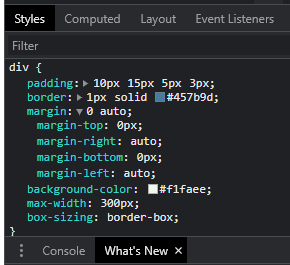 Styles Computed Layout Event Listeners
Filter
div {
padding: 10px 15px 5px 3px;
border: 1px solid #457b9d;
margin: 0 auto;
margin-top: 0px;
margin-right: auto;
margin-bottom: 0px;
margin-left: auto;
background-color: #f1faee;
max-width: 300px;
box-sizing: border-box;
}
Console What's New ×